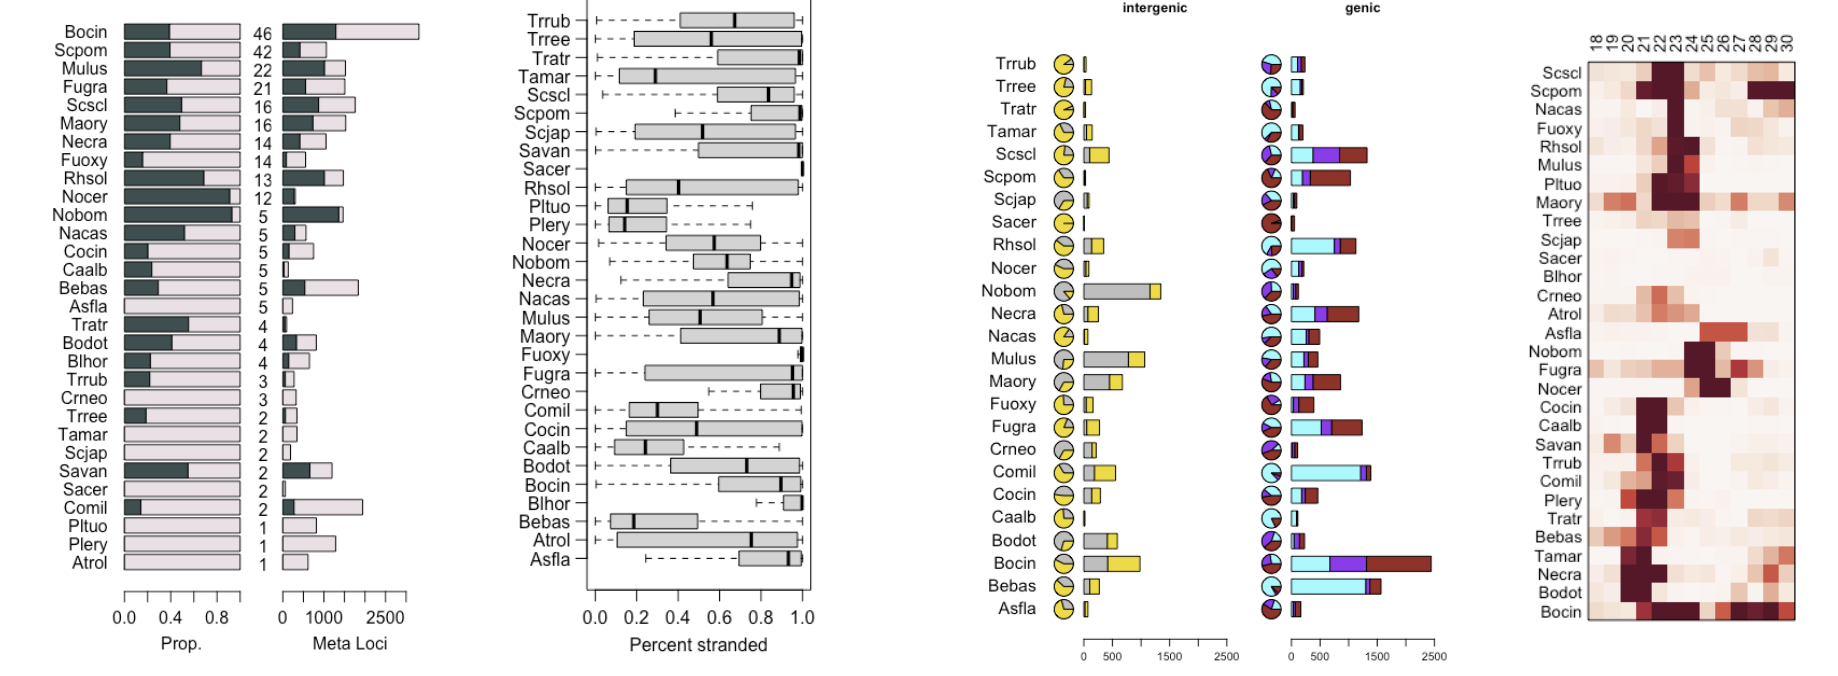 Bocin 46
Scpom 42
Mulus 22
Fugra 21
Scscl 16
Maory 16
Necra 14
Fuoxy 14
Rhsol 13
Nocer 12
Nobom 5
Nacas 5
Cocin 5
Caalb 5
Bebas 5
Asfla 5
Tratr 4
Bodot 4
Blhor 4
Trrub 3
Crneo 3
Trree 2
Tamar 2
Scjap 2
Savan 2
Sacer 2
Comil 2
Pltuo 1
Plery 1
Atrol 1
0.0 0.4 0.8 0 1000 2500
Prop. Meta Loci
Trrub
Trree
Tratr
Tamar
Scscl
Scpom
Scjap
Savan
Sacer
Rhsol
Pltuo
Plery
Nocer
Nobom
Necra
Nacas
Mulus
Maory
Fuoxy
Fugra
Crneo
Comil
Cocin
Caalb
Bodot
Bocin
Blhor
Bebas
Atrol
Asfla
0.0 0.2 0.4 0.6 0.8 1.0
Percent stranded
intergenic genic
Trrub
Trree
Tratr
Tamar
Scscl
Scpom
Scjap
Sacer
Rhsol
Nocer
Nobom
Necra
Nacas
Mulus
Maory
Fuoxy
Fugra
Crneo
Comil
Cocin
Caalb
Bodot
Bocin
Bebas
Asfla
0 500 1500 2500 0 500 1500 2500
18 19 20 21 22 23 24 25 26 27 28 29 30
Scscl
Scpom
Nacas
Fuoxy
Rhsol
Mulus
Pltuo
Maory
Trree
Scjap
Sacer
Blhor
Crneo
Atrol
Asfla
Nobom
Fugra
Nocer
Cocin
Caalb
Savan
Trrub
Comil
Plery
Tratr
Bebas
Tamar
Necra
Bodot
Bocin